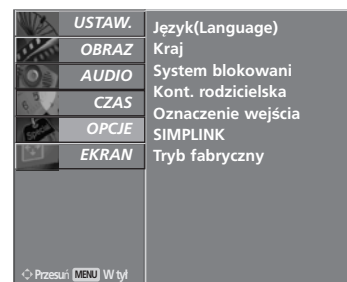 USTAW.
OBRAZ
AUDIO
CZAS
OPCJE
EKRAN
Przesuń MENU W tył
Język(Language)
Kraj
System blokowani
Kont. rodzicielska
Oznaczenie wejścia
SIMPLINK
Tryb fabryczny